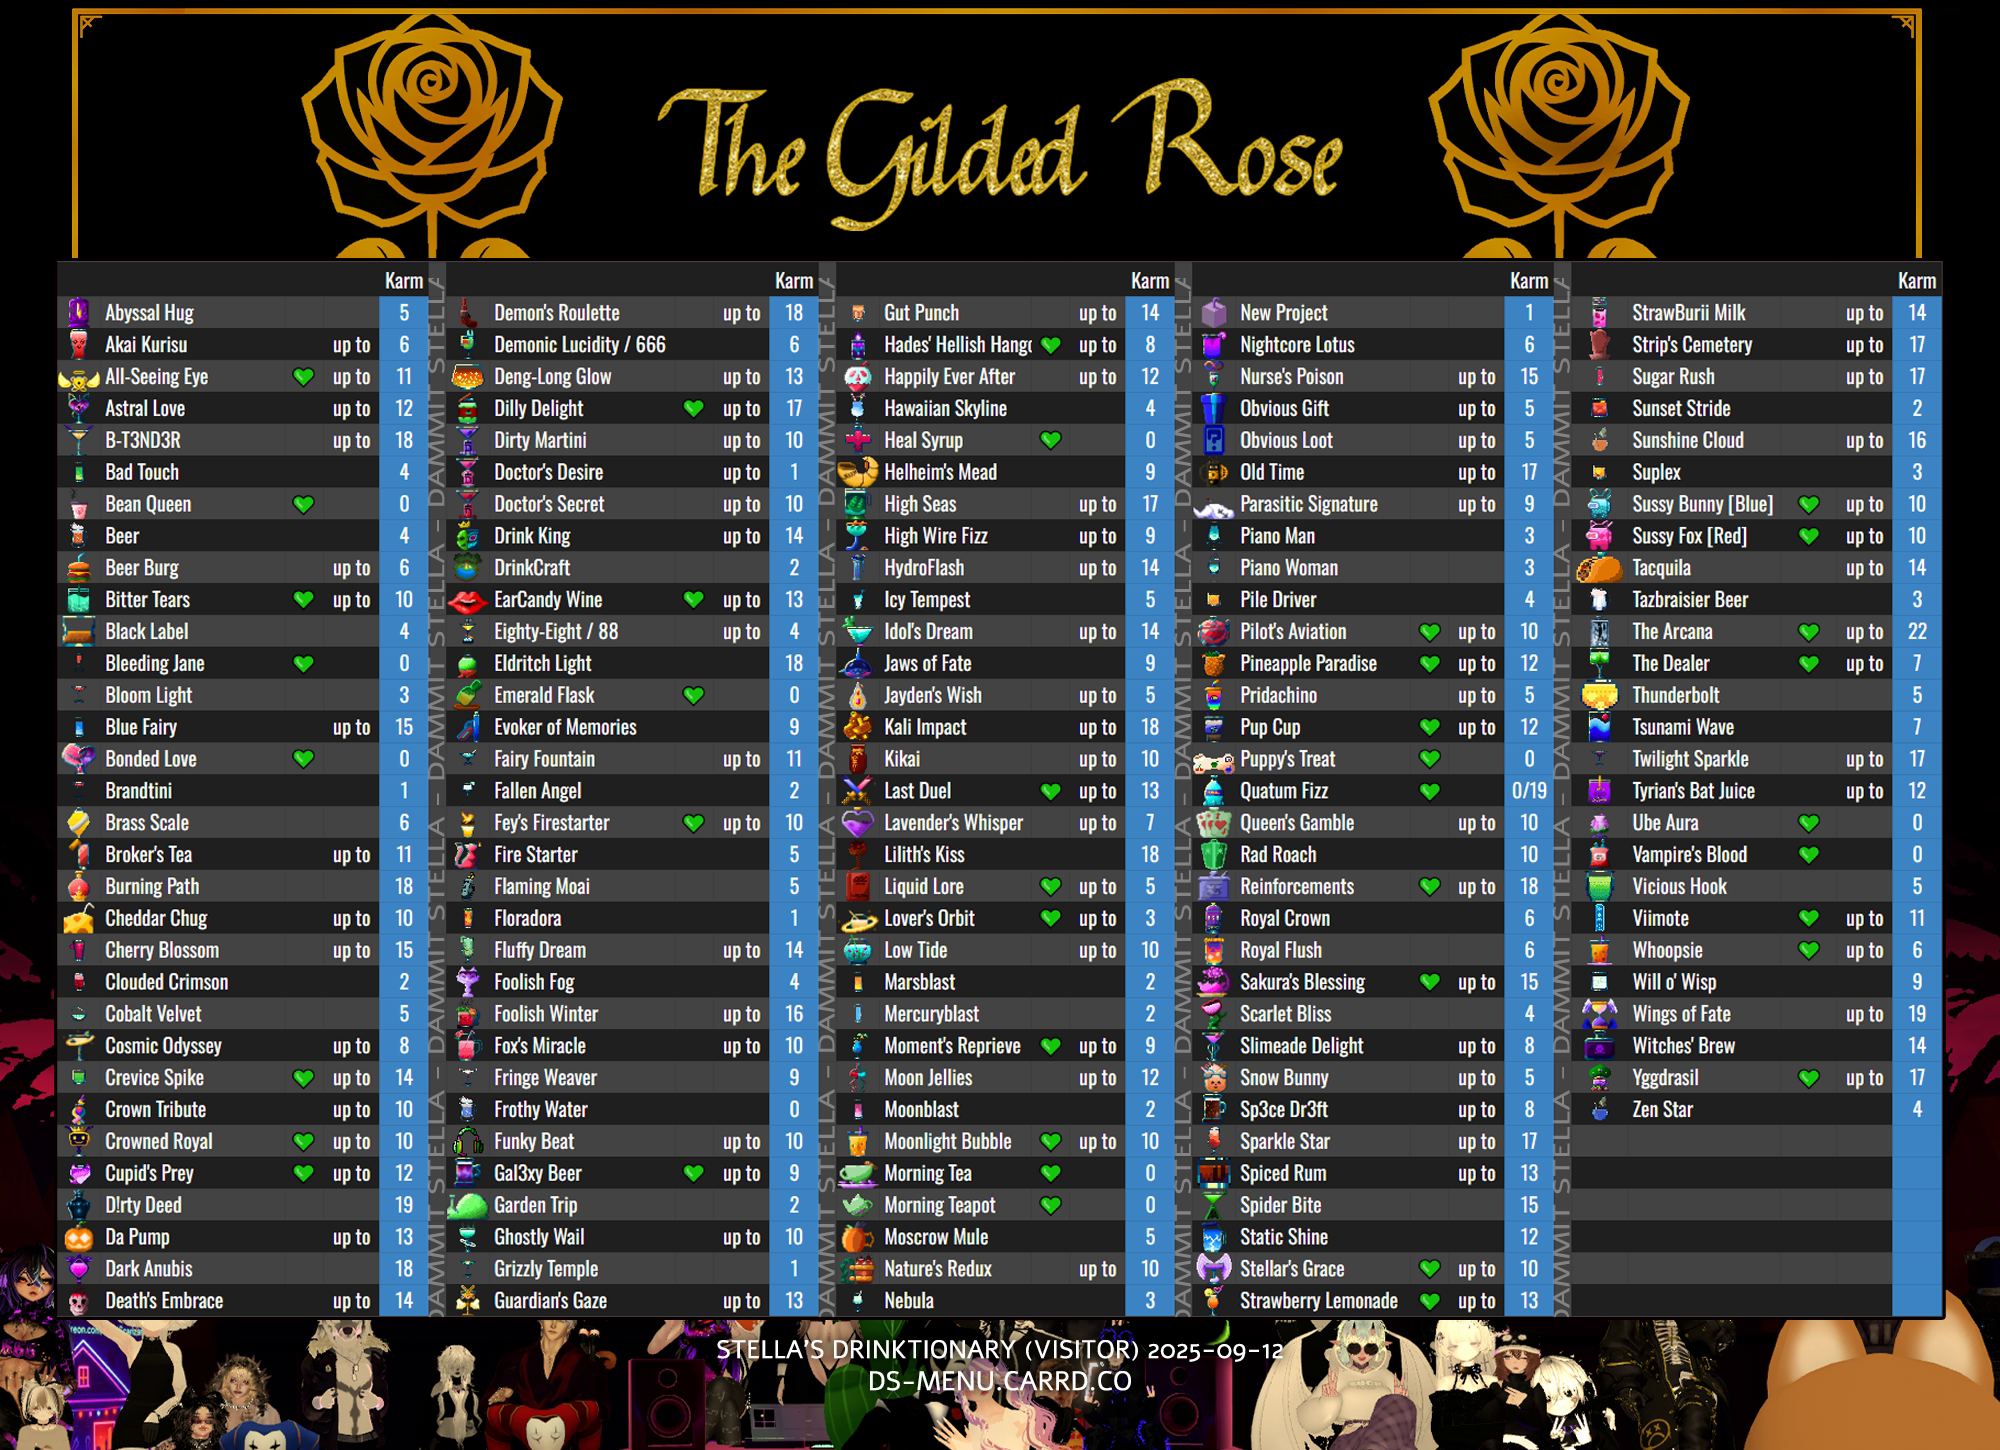 The Gilded Rose
Karm
Abyssal Hug 5
Akai Kurisu up to 6
All-Seeing Eye up to 11
Astral Love up to 12
B-T3ND3R up to 18
Bad Touch 4
Bean Queen 0
Beer 4
Beer Burg up to 6
Bitter Tears up to 10
Black Label 4
Bleeding Jane 0
Bloom Light 3
Blue Fairy up to 15
Bonded Love 0
Brandtini 1
Brass Scale 6
Broker's Tea up to 11
Burning Path 18
Cheddar Chug up to 10
Cherry Blossom up to 15
Clouded Crimson 2
Cobalt Velvet 5
Cosmic Odyssey up to 8
Crevice Spike up to 14
Crown Tribute up to 10
Crowned Royal up to 10
Cupid's Prey up to 12
D!rty Deed 19
Da Pump up to 13
Dark Anubis 18
Death's Embrace up to 14
STELLA - DAMMIT STELLA - DAMMIT STELLA - DAMMIT
Karm
Demon's Roulette up to 18
Demonic Lucidity / 666 6
Deng-Long Glow up to 13
Dilly Delight up to 17
Dirty Martini up to 10
Doctor's Desire up to 1
Doctor's Secret up to 10
Drink King up to 14
DrinkCraft 2
EarCandy Wine up to 13
Eighty-Eight / 88 up to 4
Eldritch Light 18
Emerald Flask 0
Evoker of Memories 9
Fairy Fountain up to 11
Fallen Angel 2
Fey's Firestarter up to 10
Fire Starter 5
Flaming Moai 5
Floradora 1
Fluffy Dream up to 14
Foolish Fog 4
Foolish Winter up to 16
Fox's Miracle up to 10
Fringe Weaver 9
Frothy Water 0
Funky Beat up to 10
Gal3xy Beer up to 9
Garden Trip 2
Ghostly Wail up to 10
Grizzly Temple 1
Guardian's Gaze up to 13
STELLA - DAMMIT STELLA - DAMMIT STELLA - DAMMIT
Karm
Gut Punch up to 14
Hades' Hellish Hango up to 8
Happily Ever After up to 12
Hawaiian Skyline 4
Heal Syrup 0
Helheim's Mead 9
High Seas up to 17
High Wire Fizz up to 9
HydroFlash up to 14
Icy Tempest 5
Idol's Dream up to 14
Jaws of Fate 9
Jayden's Wish up to 5
Kali Impact up to 18
Kikai up to 10
Last Duel up to 13
Lavender's Whisper up to 7
Lilith's Kiss 18
Liquid Lore up to 5
Lover's Orbit up to 3
Low Tide up to 10
Marsblast 2
Mercuryblast 2
Moment's Reprieve up to 9
Moon Jellies up to 12
Moonblast 2
Moonlight Bubble up to 10
Morning Tea 0
Morning Teapot 0
Moscrow Mule 5
Nature's Redux up to 10
Nebula 3
STELLA - DAMMIT STELLA - DAMMIT STELLA - DAMMIT
Karm
New Project 1
Nightcore Lotus 6
Nurse's Poison up to 15
Obvious Gift up to 5
Obvious Loot up to 5
Old Time up to 17
Parasitic Signature up to 9
Piano Man 3
Piano Woman 3
Pile Driver 4
Pilot's Aviation up to 10
Pineapple Paradise up to 12
Pridachino up to 5
Pup Cup up to 12
Puppy's Treat 0
Quatum Fizz 0/19
Queen's Gamble up to 10
Rad Roach 10
Reinforcements up to 18
Royal Crown 6
Royal Flush 6
Sakura's Blessing up to 15
Scarlet Bliss 4
Slimeade Delight up to 8
Snow Bunny up to 5
Sp3ce Dr3ft up to 8
Sparkle Star up to 17
Spiced Rum up to 13
Spider Bite 15
Static Shine 12
Stellar's Grace up to 10
Strawberry Lemonade up to 13
STELLA - DAMMIT STELLA - DAMMIT STELLA - DAMMIT
Karm
StrawBurii Milk up to 14
Strip's Cemetery up to 17
Sugar Rush up to 17
Sunset Stride 2
Sunshine Cloud up to 16
Suplex 3
Sussy Bunny [Blue] up to 10
Sussy Fox [Red] up to 10
Tacquila up to 14
Tazbraisier Beer 3
The Arcana up to 22
The Dealer up to 7
Thunderbolt 5
Tsunami Wave 7
Twilight Sparkle up to 17
Tyrian's Bat Juice up to 12
Ube Aura 0
Vampire's Blood 0
Vicious Hook 5
Viimote up to 11
Whoopsie up to 6
Will o' Wisp 9
Wings of Fate up to 19
Witches' Brew 14
Yggdrasil up to 17
Zen Star 4
STELLA'S DRINKTIONARY (VISITOR) 2025-09-12
DS-MENU.CARRD.CO